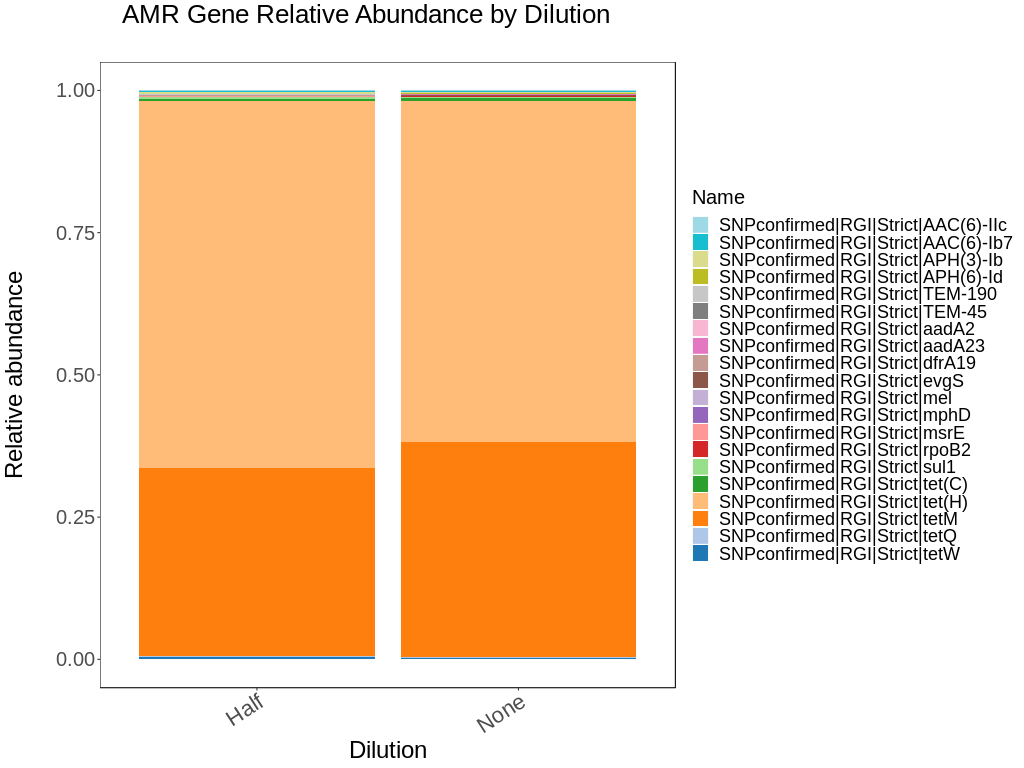 AMR Gene Relative Abundance by Dilution
1.00
0.75
0.50
0.25
0.00
Relative abundance
Half
None
Dilution
Name
SNPconfirmed|RGI|Strict|AAC(6)-IIc
SNPconfirmed|RGI|Strict|AAC(6)-Ib7
SNPconfirmed|RGI|Strict|APH(3)-Ib
SNPconfirmed|RGI|Strict|APH(6)-Id
SNPconfirmed|RGI|Strict|TEM-190
SNPconfirmed|RGI|Strict|TEM-45
SNPconfirmed|RGI|Strict|aadA2
SNPconfirmed|RGI|Strict|aadA23
SNPconfirmed|RGI|Strict|dfrA19
SNPconfirmed|RGI|Strict|evgS
SNPconfirmed|RGI|Strict|mel
SNPconfirmed|RGI|Strict|mphD
SNPconfirmed|RGI|Strict|msrE
SNPconfirmed|RGI|Strict|rpoB2
SNPconfirmed|RGI|Strict|sul1
SNPconfirmed|RGI|Strict|tet(C)
SNPconfirmed|RGI|Strict|tet(H)
SNPconfirmed|RGI|Strict|tetM
SNPconfirmed|RGI|Strict|tetQ
SNPconfirmed|RGI|Strict|tetW